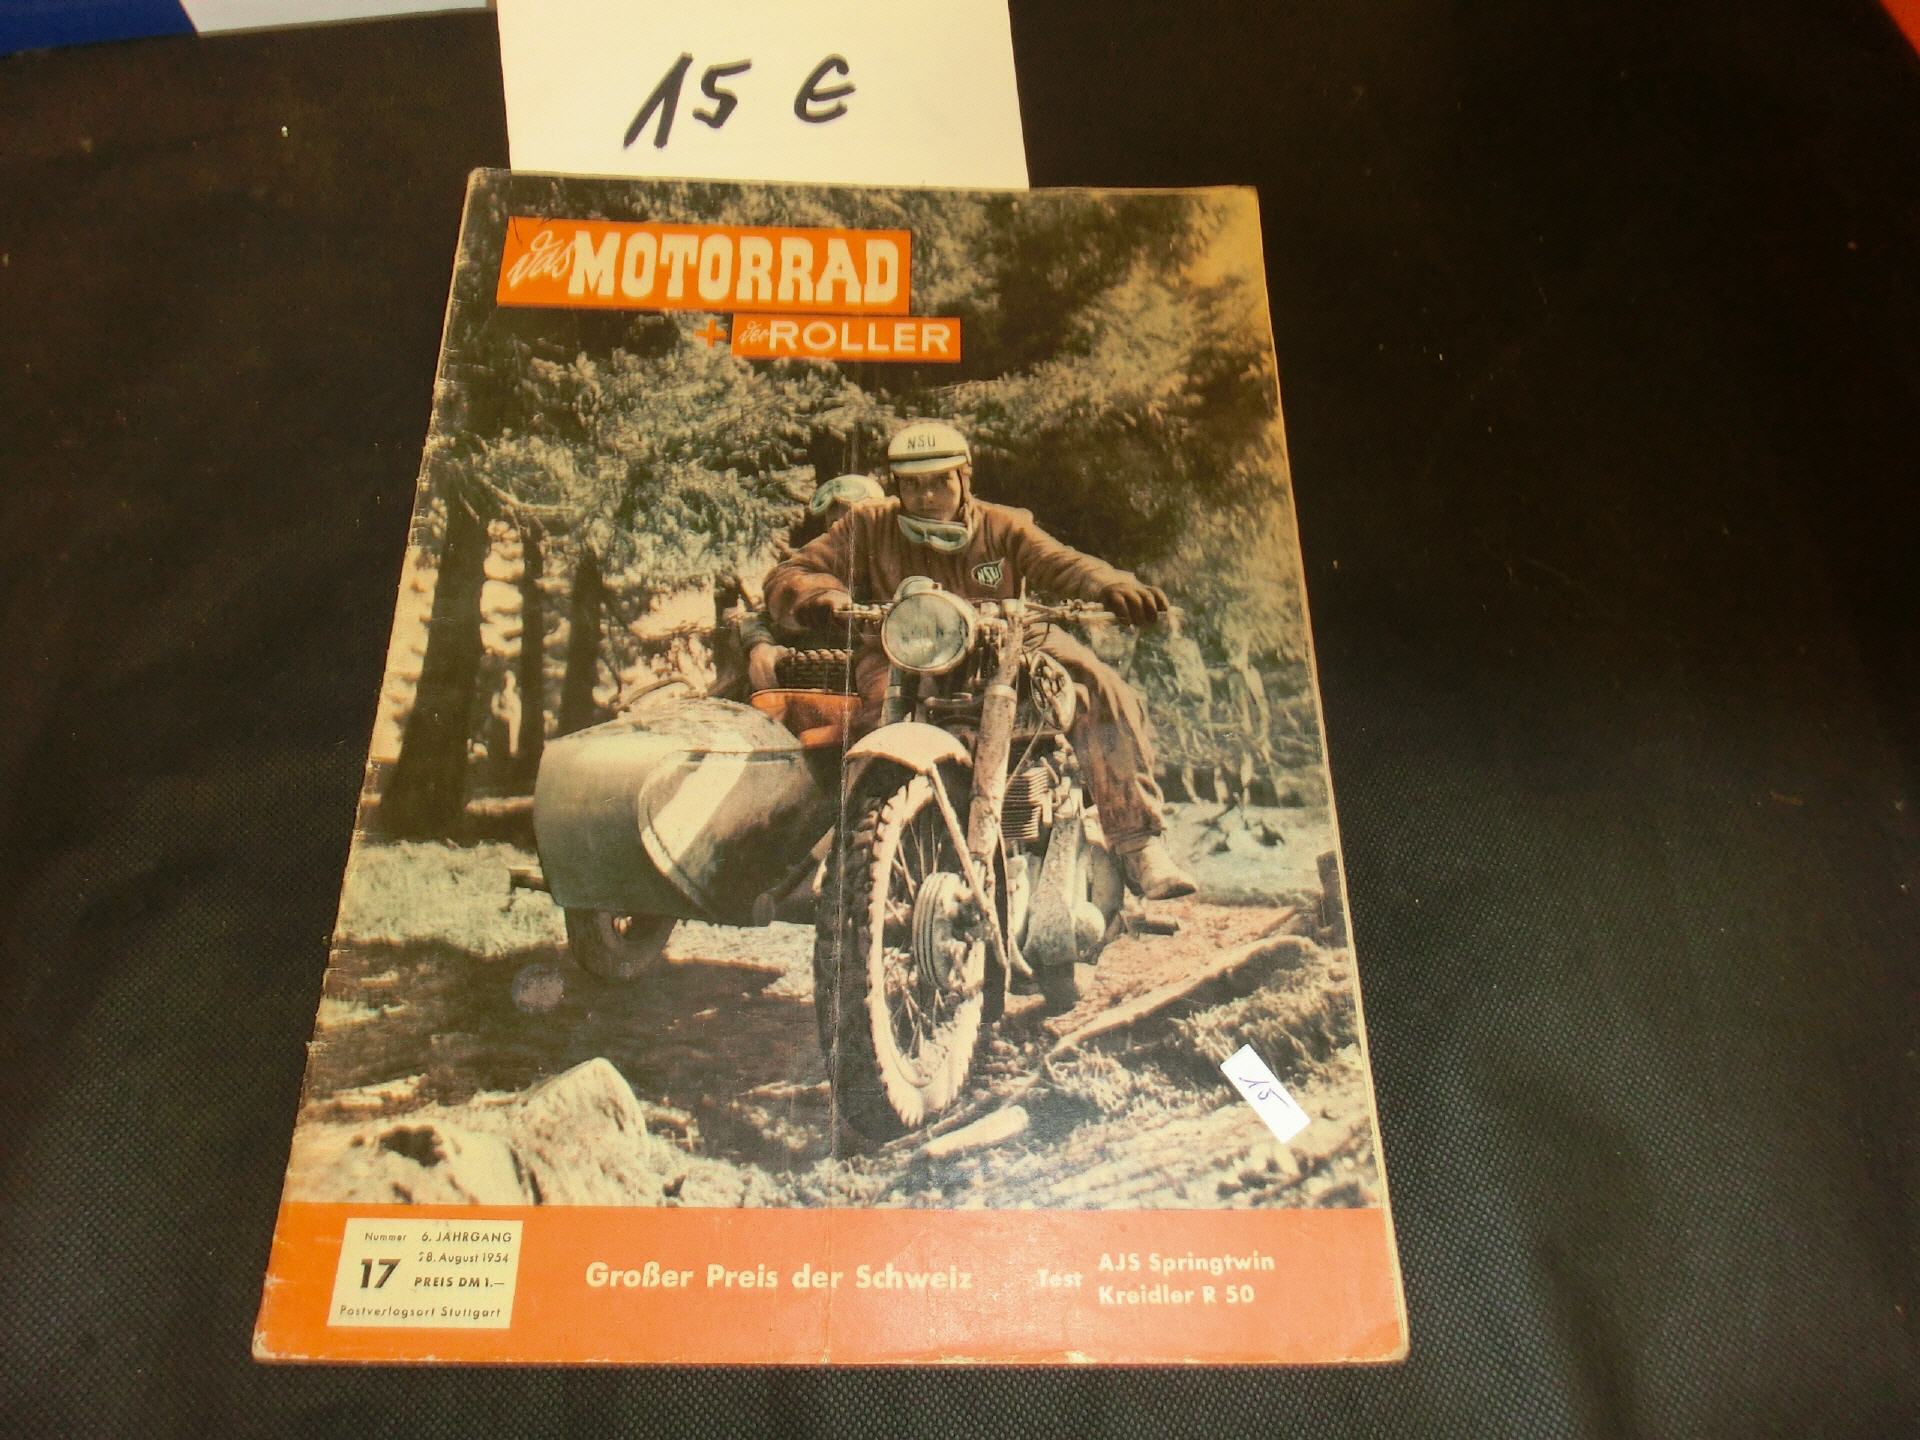 15 €
das MOTORRAD
+ der ROLLER
NSU
NSU
15
Nummer 6. JAHRGANG
28. August 1954
17 PREIS DM 1.—
Postverlagsort Stuttgart
Großer Preis der Schweiz
Test AJS Springtwin
Kreidler R 50